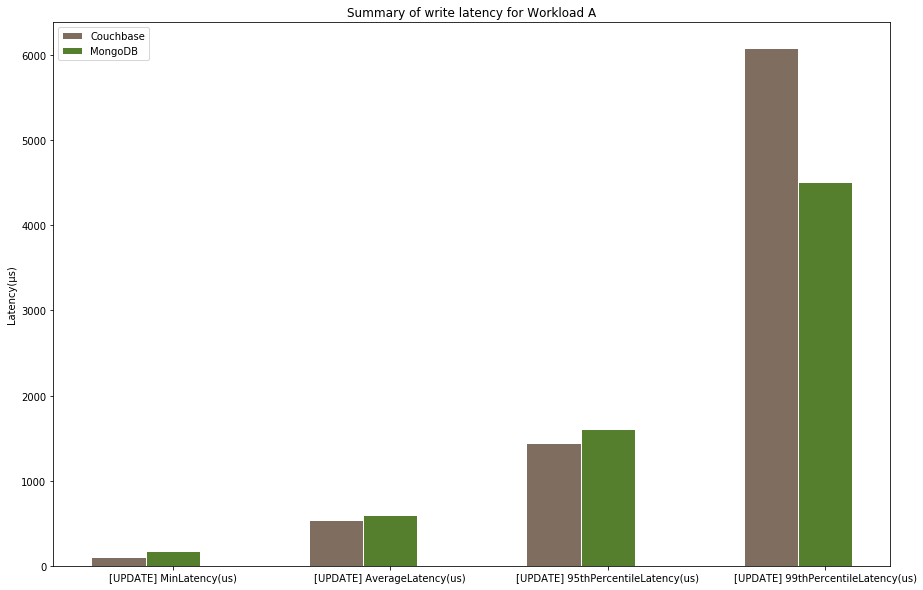 Summary of write latency for Workload A
Couchbase
MongoDB
Latency(μs)
6000
5000
4000
3000
2000
1000
0
[UPDATE] MinLatency(us)
[UPDATE] AverageLatency(us)
[UPDATE] 95thPercentileLatency(us)
[UPDATE] 99thPercentileLatency(us)